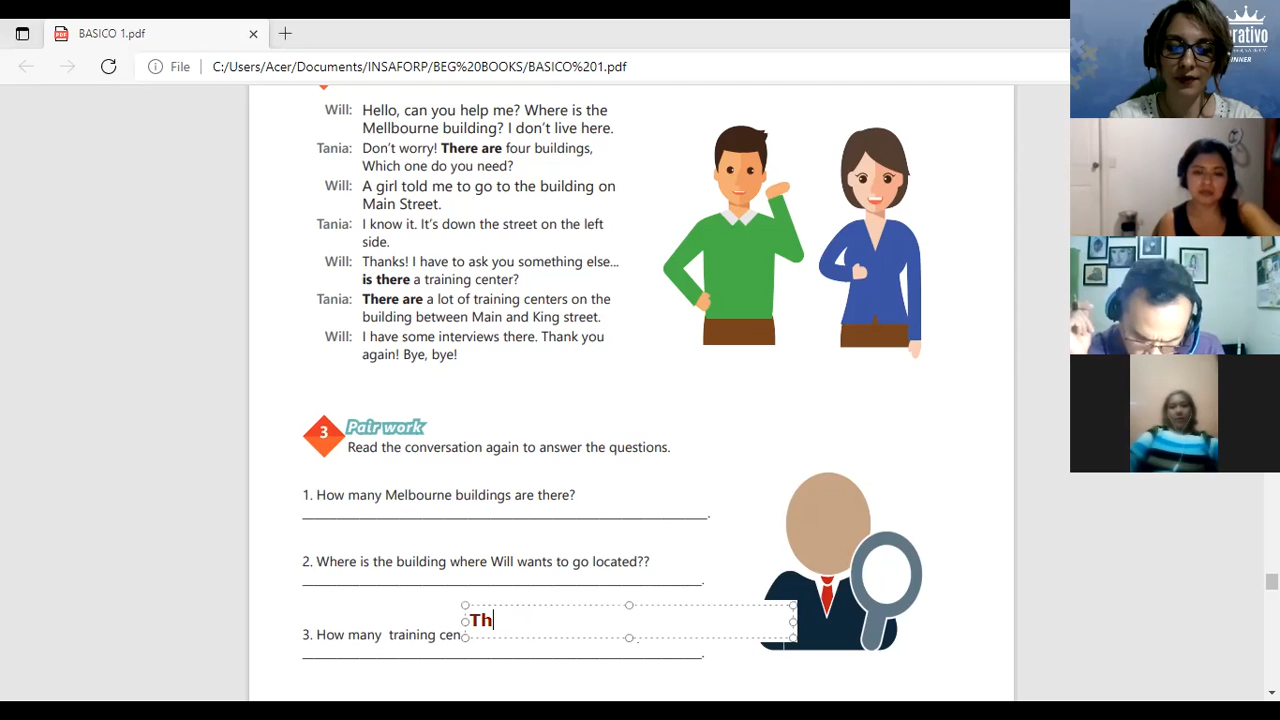 BASICO 1.pdf
File
C:/Users/Acer/Documents/INSAFORP/BEG%20BOOKS/BASICO%201.pdf
Will: Hello, can you help me? Where is the
Mellbourne building? I don't live here.
Tania: Don't worry! There are four buildings,
Which one do you need?
Will: A girl told me to go to the building on
Main Street.
Tania: I know it. It's down the street on the left
side.
Will: Thanks! I have to ask you something else...
is there a training center?
Tania: There are a lot of training centers on the
building between Main and King street.
Will: I have some interviews there. Thank you
again! Bye, bye!
3 Pair work
Read the conversation again to answer the questions.
1. How many Melbourne buildings are there?
2. Where is the building where Will wants to go located??
Th
3. How many  training cen